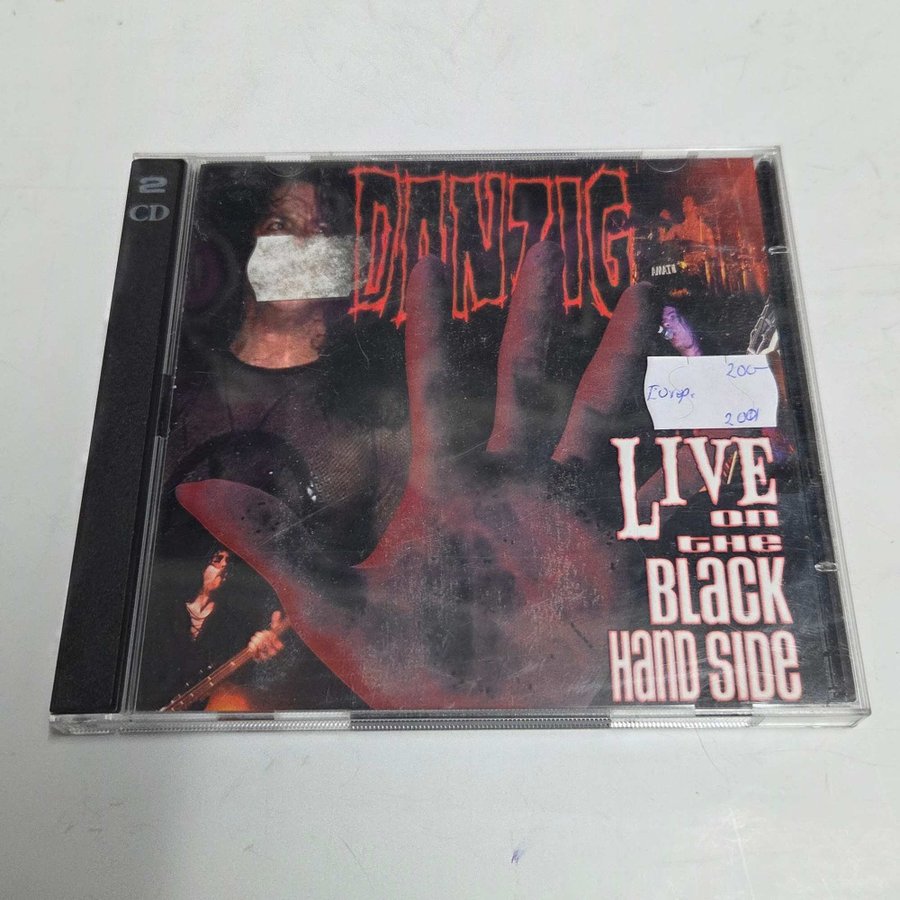 2
CD
DANZIG
200-
Europ.
2001
LIVE
on
the
BLACK
HAND SIDE